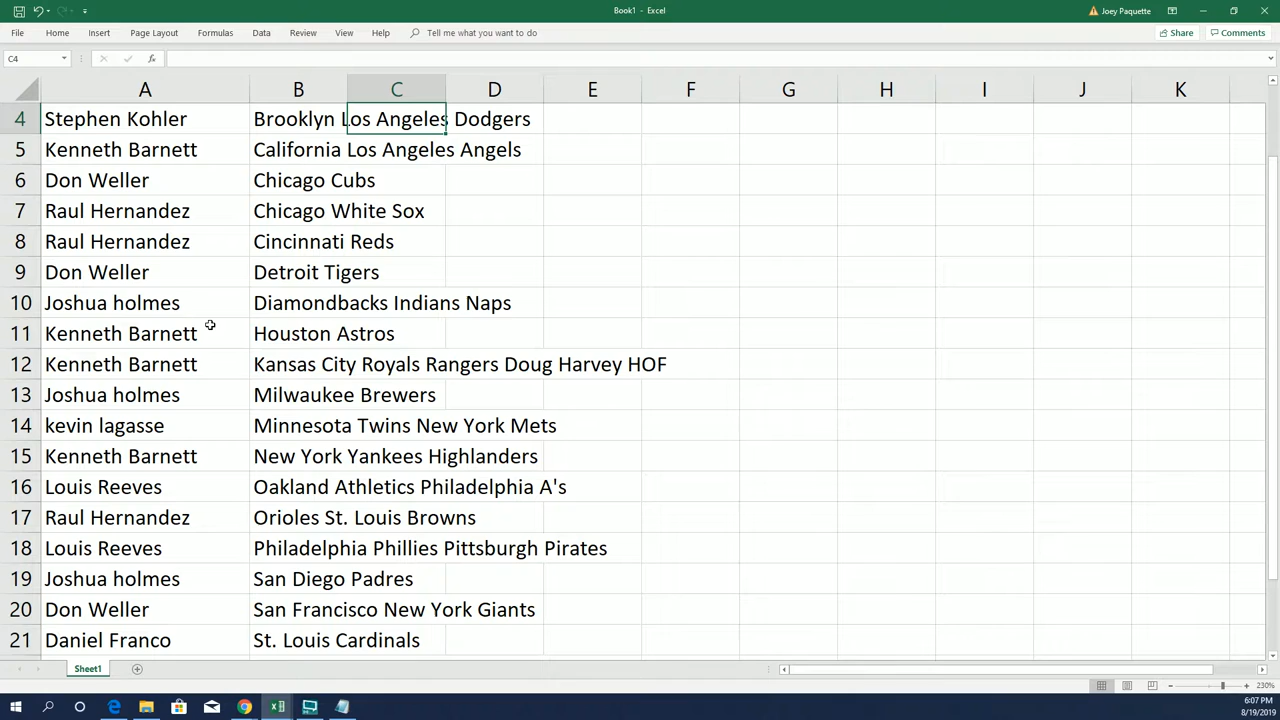 Book1 - Excel
Joey Paquette
File Home Insert Page Layout Formulas Data Review View Help Tell me what you want to do Share Comments
C4 fx
A B C D E F G H I J K
4 Stephen Kohler Brooklyn Los Angeles Dodgers
5 Kenneth Barnett California Los Angeles Angels
6 Don Weller Chicago Cubs
7 Raul Hernandez Chicago White Sox
8 Raul Hernandez Cincinnati Reds
9 Don Weller Detroit Tigers
10 Joshua holmes Diamondbacks Indians Naps
11 Kenneth Barnett Houston Astros
12 Kenneth Barnett Kansas City Royals Rangers Doug Harvey HOF
13 Joshua holmes Milwaukee Brewers
14 kevin lagasse Minnesota Twins New York Mets
15 Kenneth Barnett New York Yankees Highlanders
16 Louis Reeves Oakland Athletics Philadelphia A's
17 Raul Hernandez Orioles St. Louis Browns
18 Louis Reeves Philadelphia Phillies Pittsburgh Pirates
19 Joshua holmes San Diego Padres
20 Don Weller San Francisco New York Giants
21 Daniel Franco St. Louis Cardinals
Sheet1
230%
6:07 PM
8/19/2019